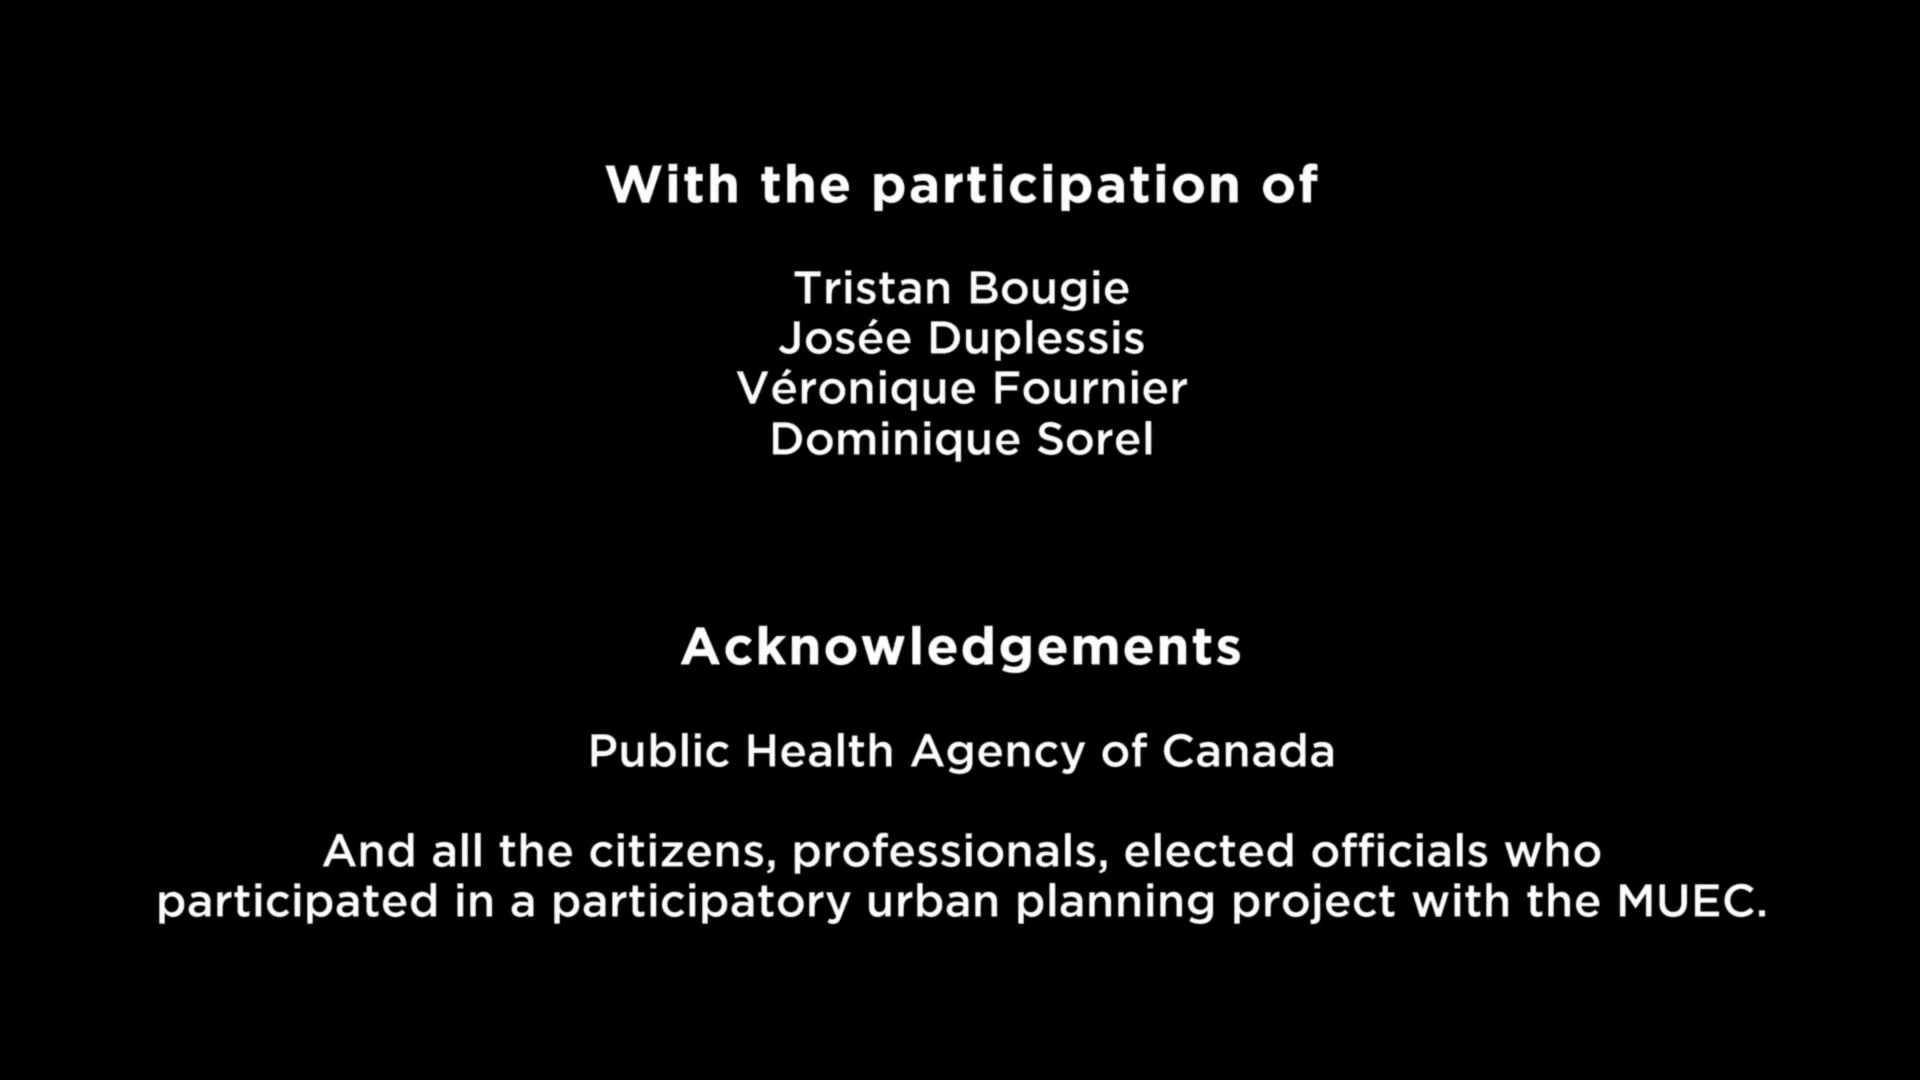 With the participation of
Tristan Bougie
Josée Duplessis
Véronique Fournier
Dominique Sorel
Acknowledgements
Public Health Agency of Canada
And all the citizens, professionals, elected officials who
participated in a participatory urban planning project with the MUEC.